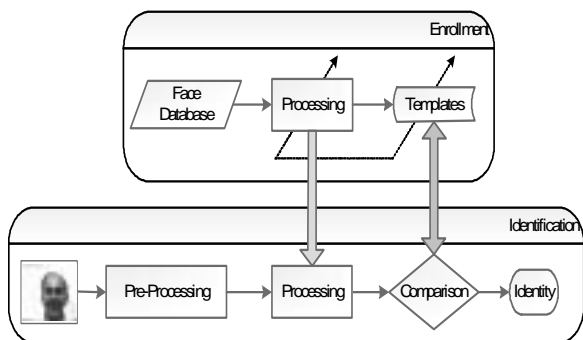 Enrollment
Face
Database
Processing
Templates
Identification
Pre-Processing
Processing
Comparison
Identity